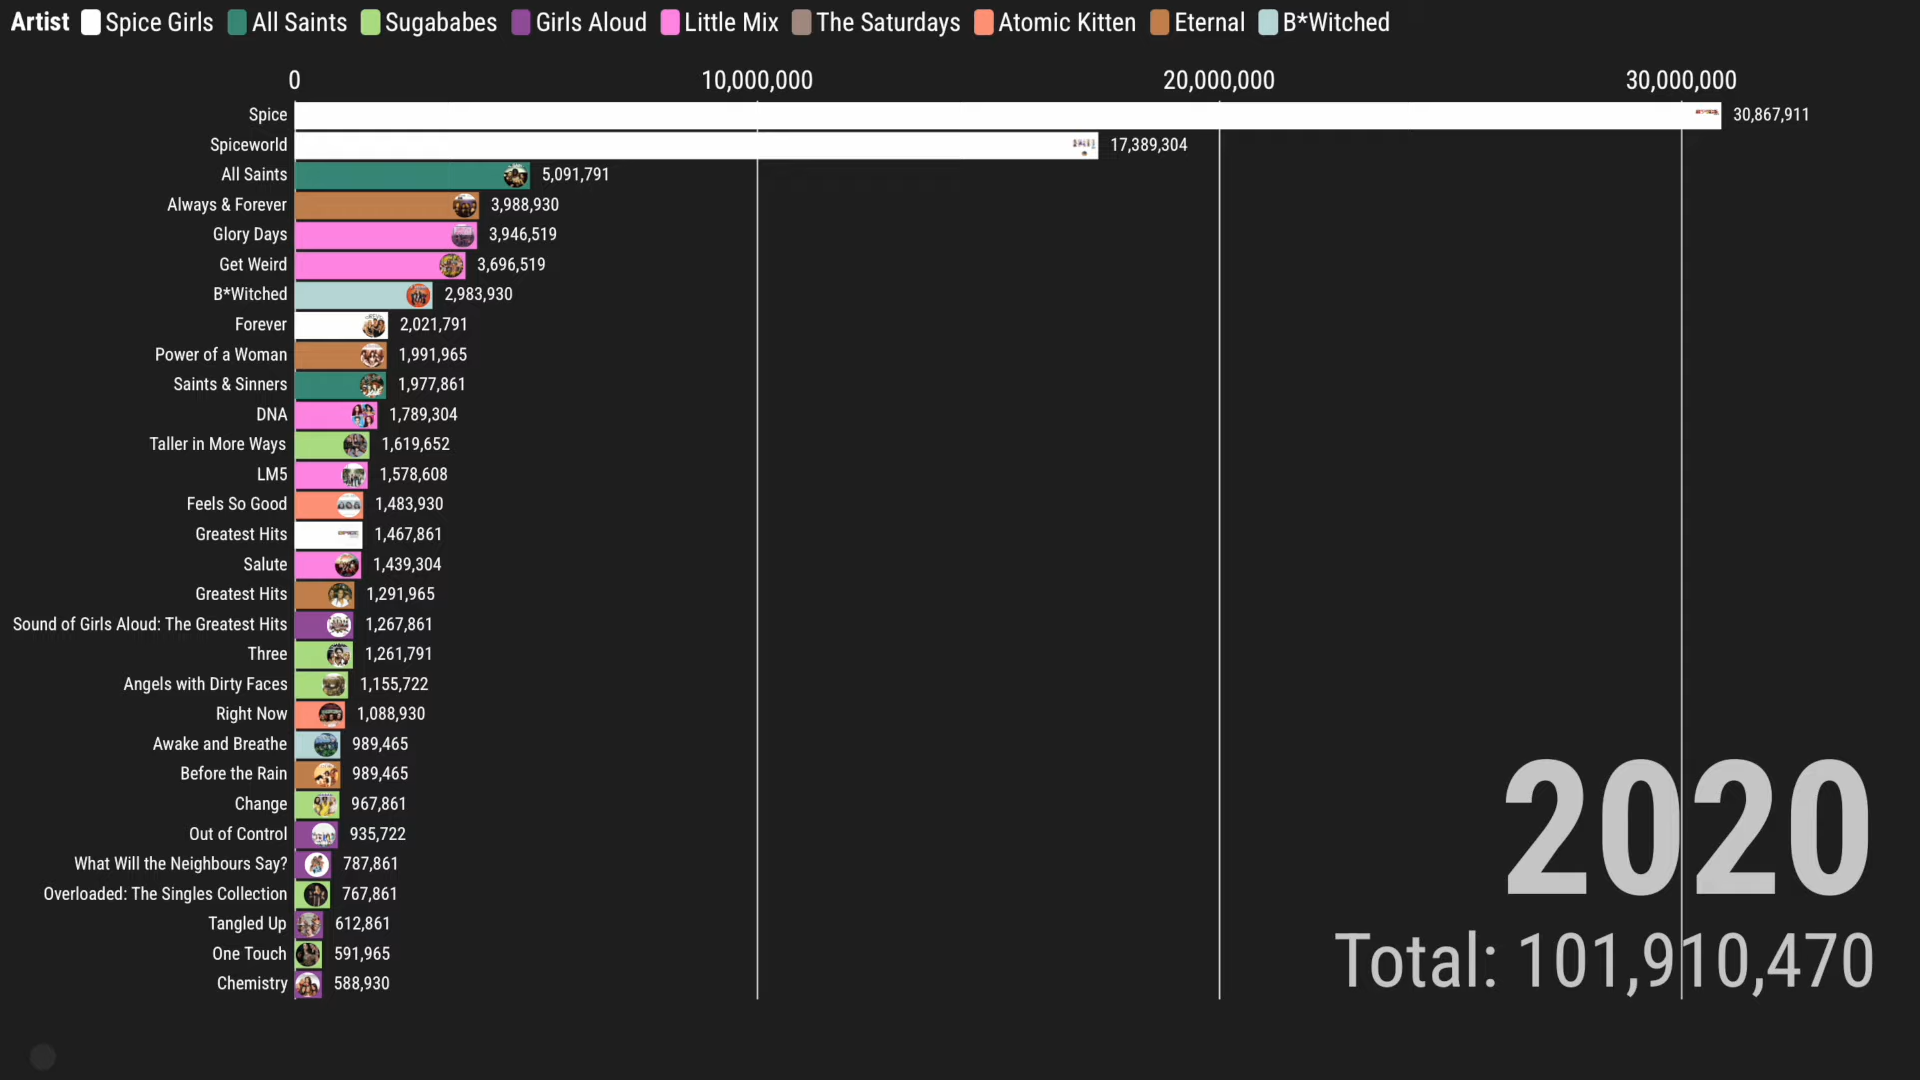 Artist Spice Girls All Saints Sugababes Girls Aloud Little Mix The Saturdays Atomic Kitten Eternal B*Witched
0 10,000,000 20,000,000 30,000,000
Spice 30,867,911
Spiceworld 17,389,304
All Saints 5,091,791
Always & Forever 3,988,930
Glory Days 3,946,519
Get Weird 3,696,519
B*Witched 2,983,930
Forever 2,021,791
Power of a Woman 1,991,965
Saints & Sinners 1,977,861
DNA 1,789,304
Taller in More Ways 1,619,652
LM5 1,578,608
Feels So Good 1,483,930
Greatest Hits 1,467,861
Salute 1,439,304
Greatest Hits 1,291,965
Sound of Girls Aloud: The Greatest Hits 1,267,861
Three 1,261,791
Angels with Dirty Faces 1,155,722
Right Now 1,088,930
Awake and Breathe 989,465
Before the Rain 989,465
Change 967,861
Out of Control 935,722
What Will the Neighbours Say? 787,861
Overloaded: The Singles Collection 767,861
Tangled Up 612,861
One Touch 591,965
Chemistry 588,930
2020
Total: 101,910,470